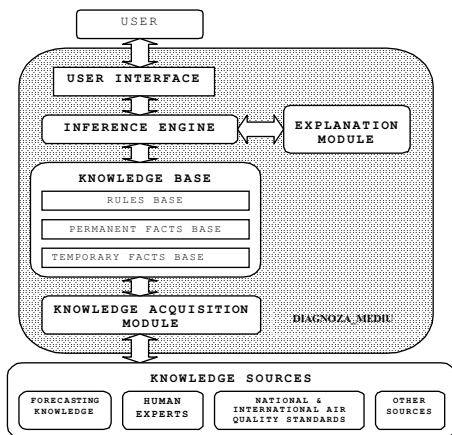 USER
USER INTERFACE
INFERENCE ENGINE
EXPLANATION
MODULE
KNOWLEDGE BASE
RULES BASE
PERMANENT FACTS BASE
TEMPORARY FACTS BASE
KNOWLEDGE ACQUISITION
MODULE
DIAGNOZA_MEDIU
KNOWLEDGE SOURCES
FORECASTING
KNOWLEDGE
HUMAN
EXPERTS
NATIONAL &
INTERNATIONAL AIR
QUALITY STANDARDS
OTHER
SOURCES